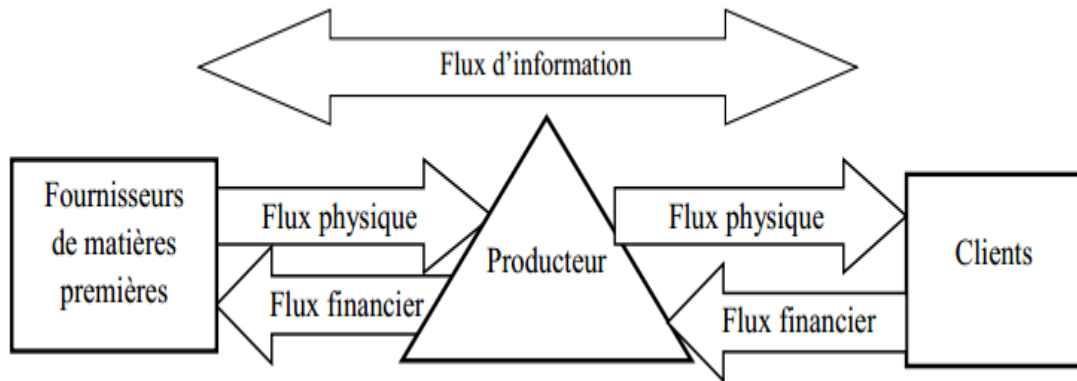 Flux d’information
Fournisseurs
de matières
premières
Flux physique
Flux financier
Producteur
Flux physique
Flux financier
Clients